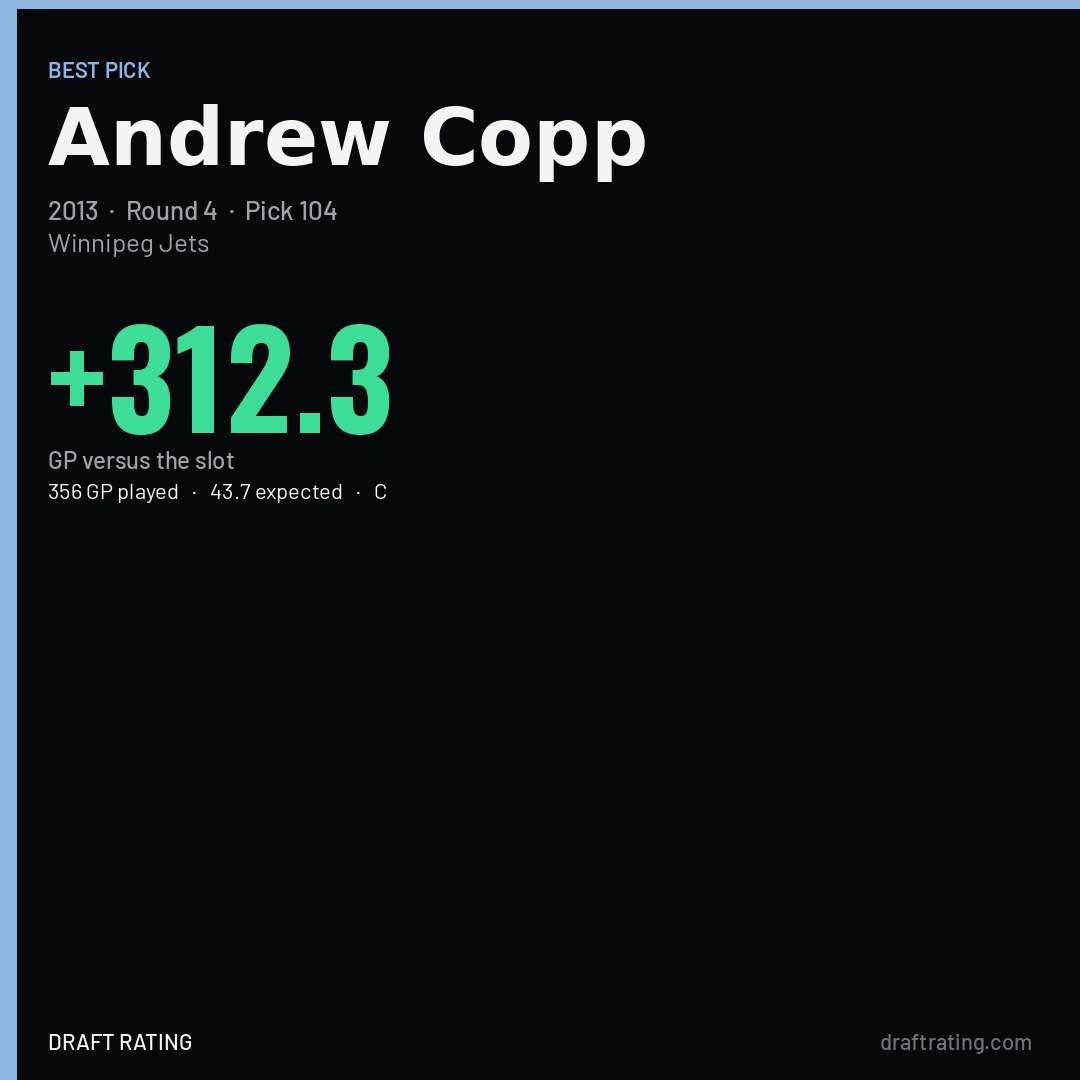 BEST PICK
Andrew Copp
2013 · Round 4 · Pick 104
Winnipeg Jets
+312.3
GP versus the slot
356 GP played · 43.7 expected · C
DRAFT RATING
draftrating.com